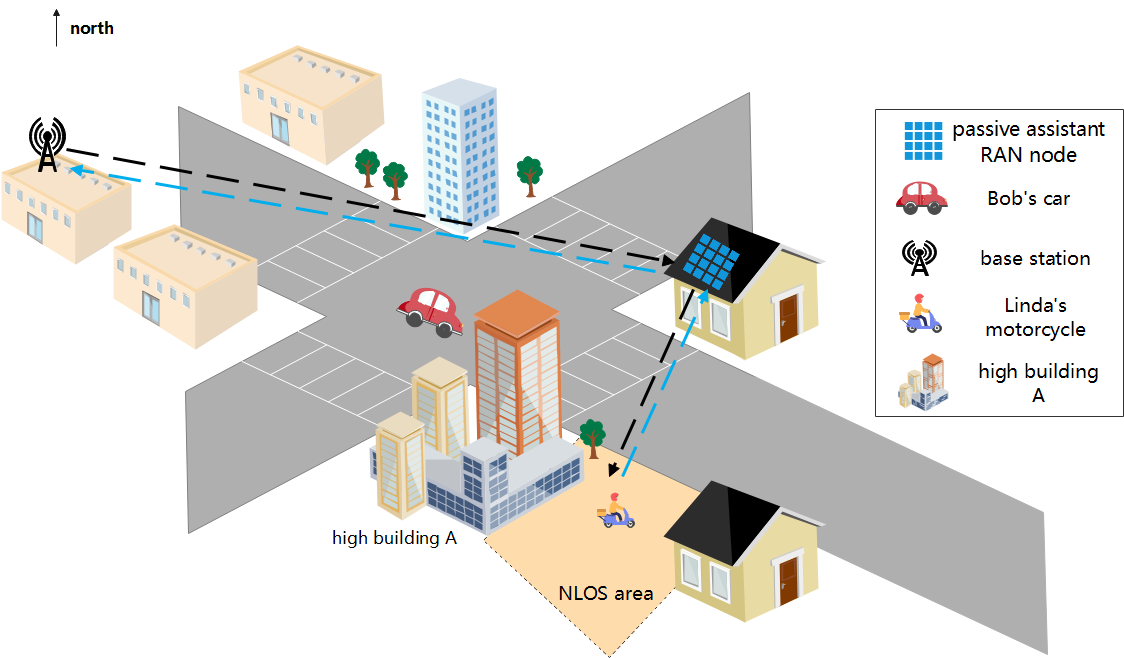 north
passive assistant
RAN node
Bob's car
base station
Linda's
motorcycle
high building
A
high building A
NLOS area